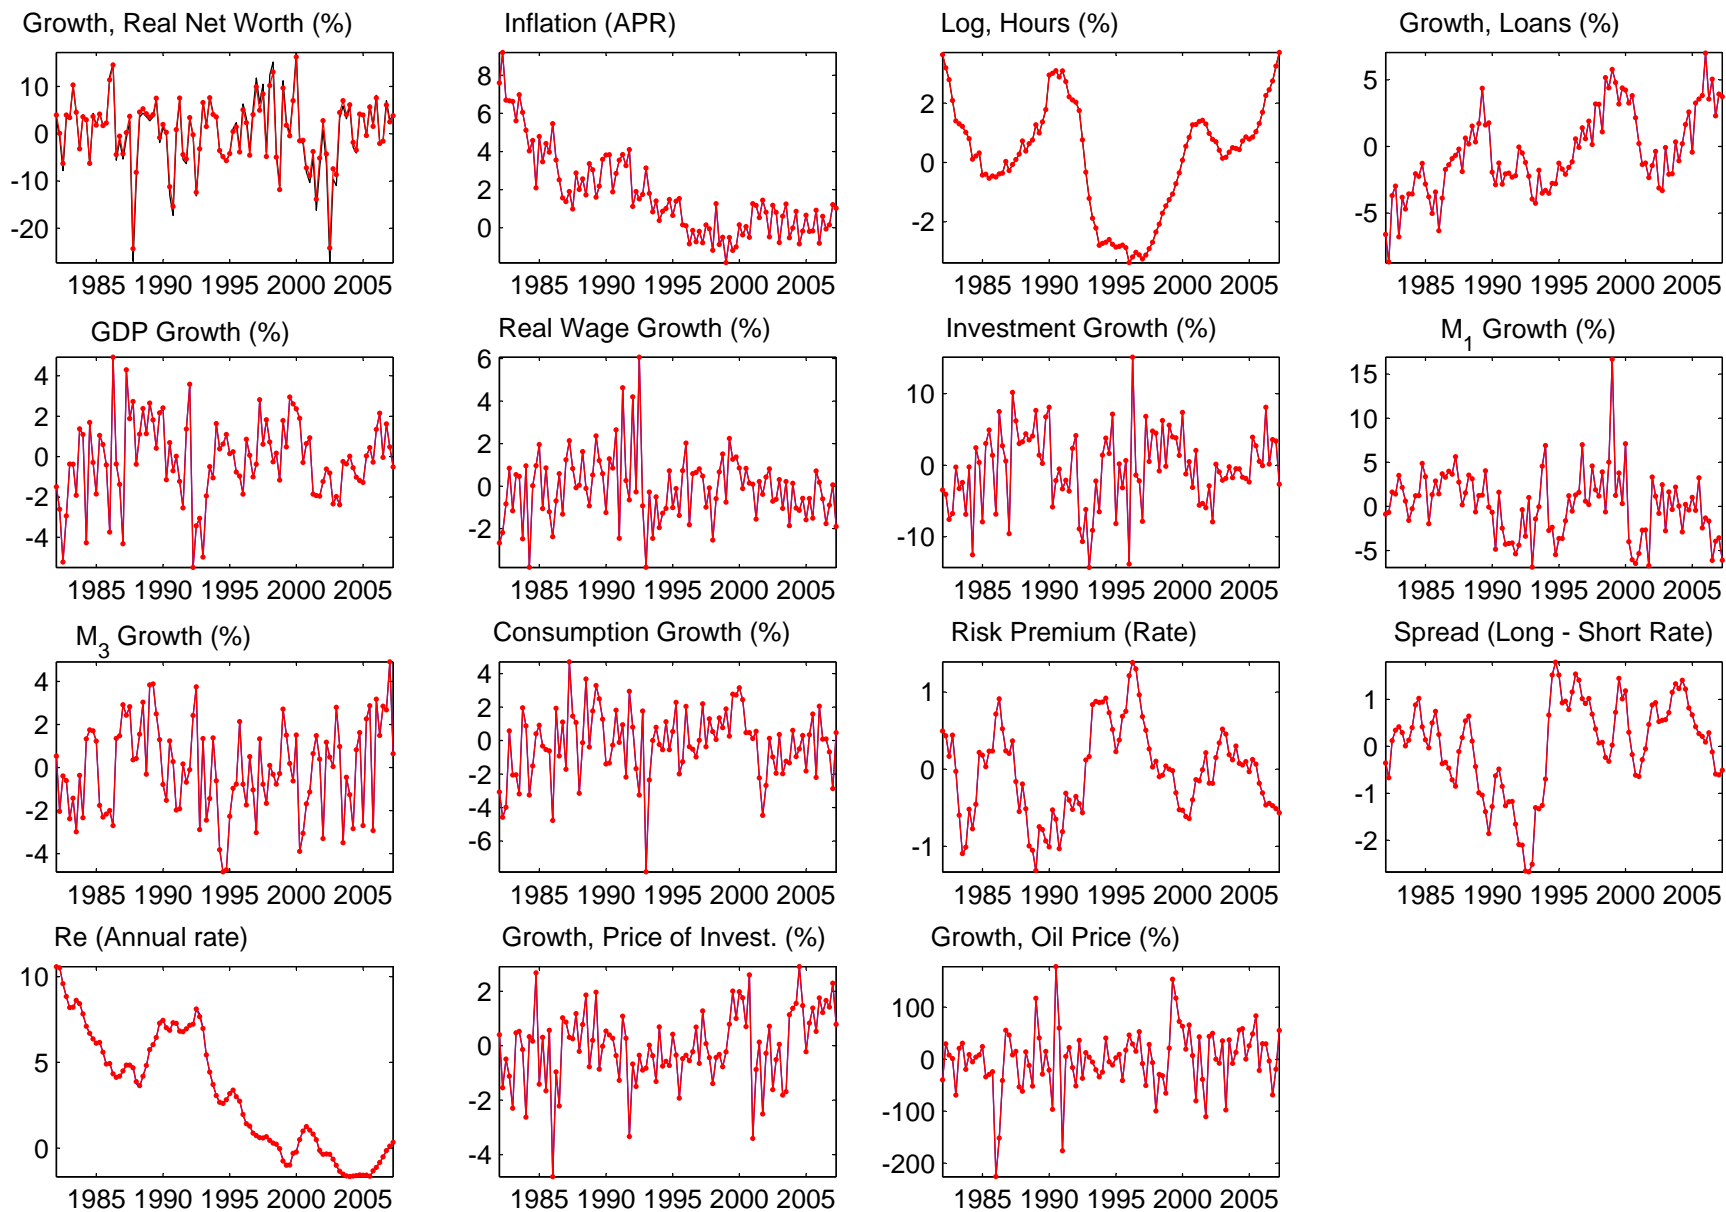 Growth, Real Net Worth (%)
10
0
-10
-20
1985 1990 1995 2000 2005
Inflation (APR)
8
6
4
2
0
1985 1990 1995 2000 2005
Log, Hours (%)
2
0
-2
1985 1990 1995 2000 2005
Growth, Loans (%)
5
0
-5
1985 1990 1995 2000 2005
GDP Growth (%)
4
2
0
-2
-4
1985 1990 1995 2000 2005
Real Wage Growth (%)
6
4
2
0
-2
1985 1990 1995 2000 2005
Investment Growth (%)
10
0
-10
1985 1990 1995 2000 2005
M1 Growth (%)
15
10
5
0
-5
1985 1990 1995 2000 2005
M3 Growth (%)
4
2
0
-2
-4
1985 1990 1995 2000 2005
Consumption Growth (%)
4
2
0
-2
-4
-6
1985 1990 1995 2000 2005
Risk Premium (Rate)
1
0
-1
1985 1990 1995 2000 2005
Spread (Long - Short Rate)
1
0
-1
-2
1985 1990 1995 2000 2005
Re (Annual rate)
10
5
0
1985 1990 1995 2000 2005
Growth, Price of Invest. (%)
2
0
-2
-4
1985 1990 1995 2000 2005
Growth, Oil Price (%)
100
0
-100
-200
1985 1990 1995 2000 2005